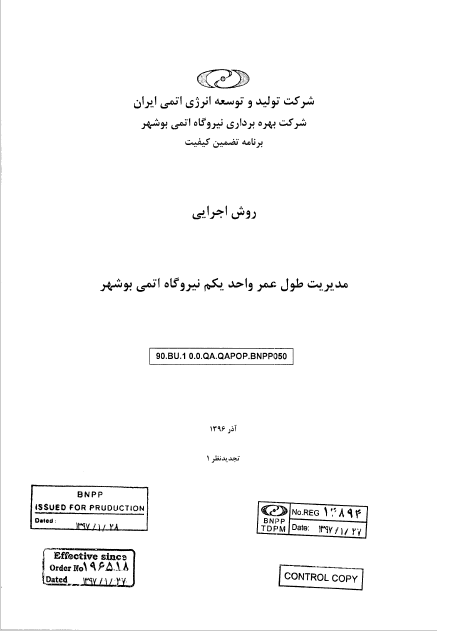 شرکت تولید و توسعه انرژی اتمی ایران
شرکت بهره برداری نیروگاه اتمی بوشهر
برنامه تضمین کیفیت
روش اجرایی
مدیریت طول عمر واحد یکم نیروگاه اتمی بوشهر
90.BU.1 0.0.QA.QAPOP.BNPP050
آذر ۱۳۹۶
تجدیدنظر ۱
BNPP
ISSUED FOR PRUDUCTION
Dated: ۱۳۹۷/۱/۲۸
BNPP
TDPM
No.REG
Date: ۱۳۹۷/۱/۲۷
Effective since
Order No ۱۹۶۵۱۸
Dated ۱۳۹۷/۱/۲۷
CONTROL COPY